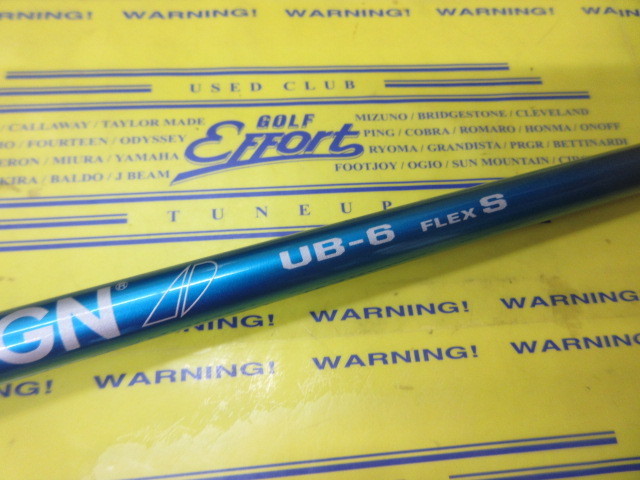 WARNING! WARNING! WARNING! WARNING!
USED CLUB
CALLAWAY / TAYLOR MADE
FOURTEEN / ODYSSEY
MIURA / YAMAHA
BALDO / J BEAM
GOLF
Effort
MIZUNO / BRIDGESTONE / CLEVELAND
PING / COBRA / ROMARO / HONMA / ONOFF
RYOMA / GRANDISTA / PRGR / BETTINARDI
FOOTJOY / OGIO / SUN MOUNTAIN /
TUNEUP
GN® AD UB-6 FLEX S
WARNING! WARNING!
WARNING! WARNING! WARNING!